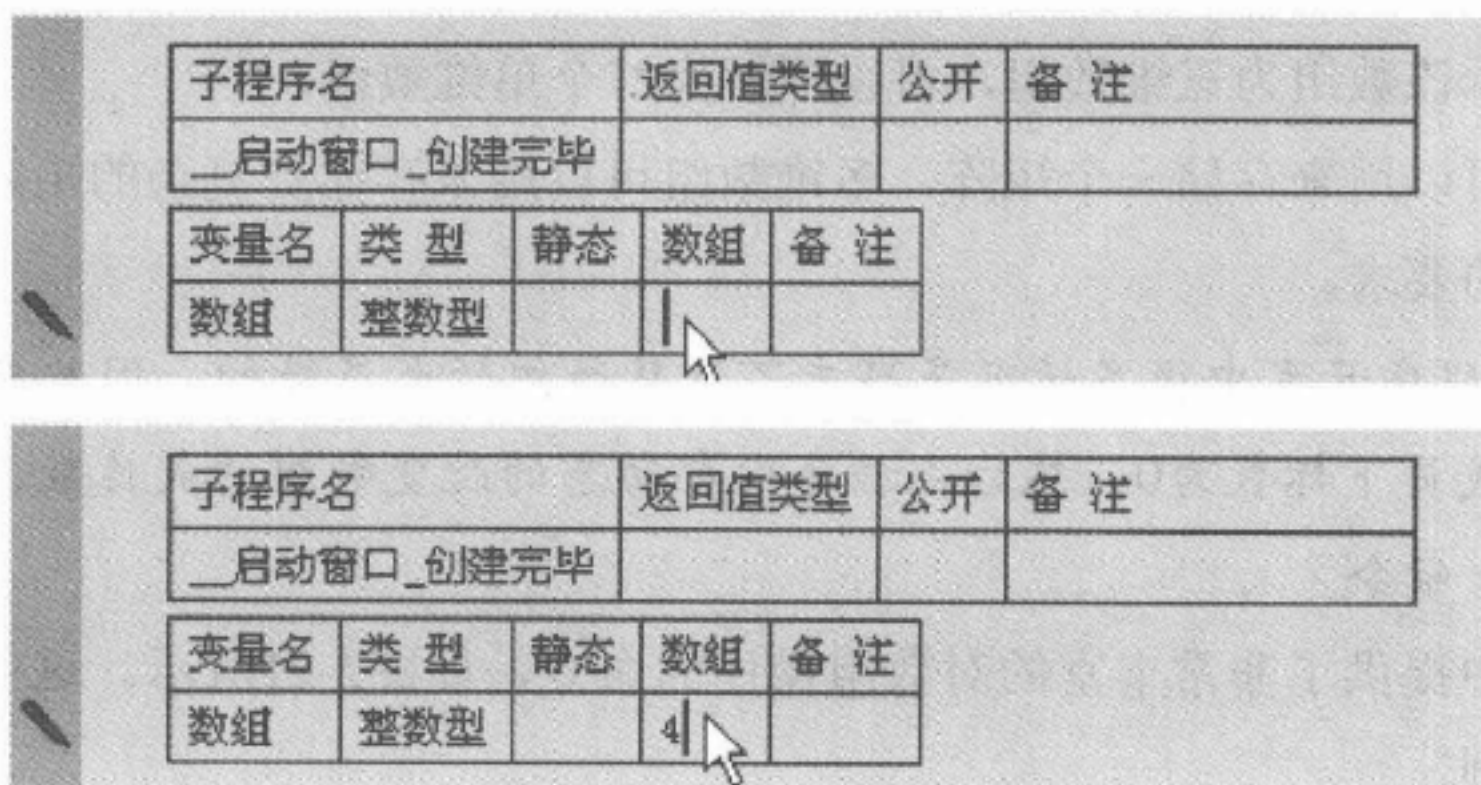 子程序名 返回值类型 公开 备 注
__启动窗口_创建完毕
变量名 类 型 静态 数组 备 注
数组 整数型
子程序名 返回值类型 公开 备 注
__启动窗口_创建完毕
变量名 类 型 静态 数组 备 注
数组 整数型 4